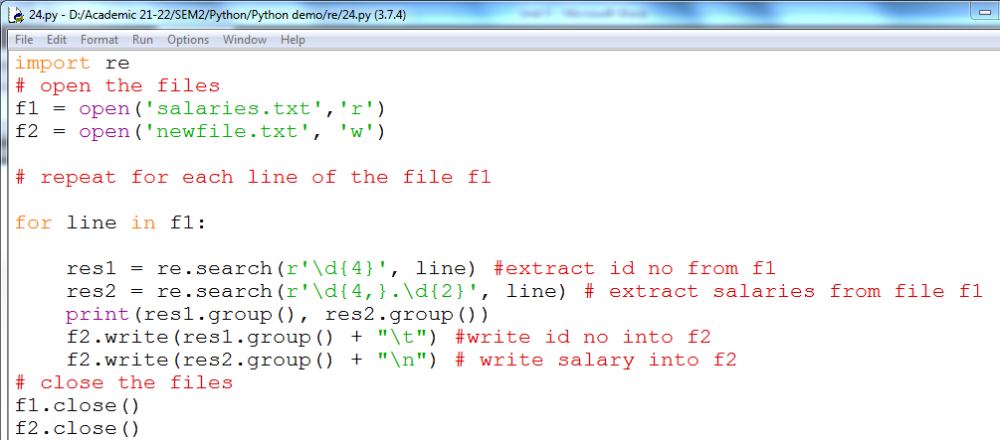 24.py - D:/Academic 21-22/SEM2/Python/Python demo/re/24.py (3.7.4)
File Edit Format Run Options Window Help
import re
# open the files
f1 = open('salaries.txt','r')
f2 = open('newfile.txt', 'w')
# repeat for each line of the file f1
for line in f1:
res1 = re.search(r'\d{4}', line) #extract id no from f1
res2 = re.search(r'\d{4,}.\d{2}', line) # extract salaries from file f1
print(res1.group(), res2.group())
f2.write(res1.group() + "\t") #write id no into f2
f2.write(res2.group() + "\n") # write salary into f2
# close the files
f1.close()
f2.close()